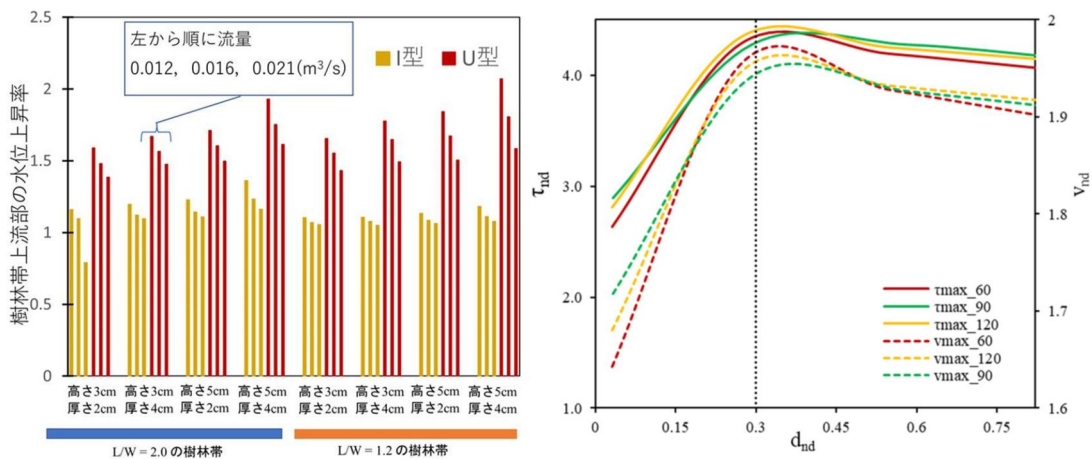 樹林帯上流部の水位上昇率
2.5
2
1.5
1
0.5
0
左から順に流量
0.012, 0.016, 0.021(m³/s)
I型 U型
高さ3cm 高さ3cm 高さ5cm 高さ5cm 高さ3cm 高さ3cm 高さ5cm 高さ5cm
厚さ2cm 厚さ4cm 厚さ2cm 厚さ4cm 厚さ2cm 厚さ4cm 厚さ2cm 厚さ4cm
L/W = 2.0 の樹林帯 L/W = 1.2 の樹林帯
τnd
4.0
3.0
2.0
1.0
0 0.15 0.3 0.45 0.6 0.75
dnd
2
1.9
1.8
1.7
1.6
vnd
τmax_60
τmax_90
τmax_120
vmax_60
vmax_120
vmax_90